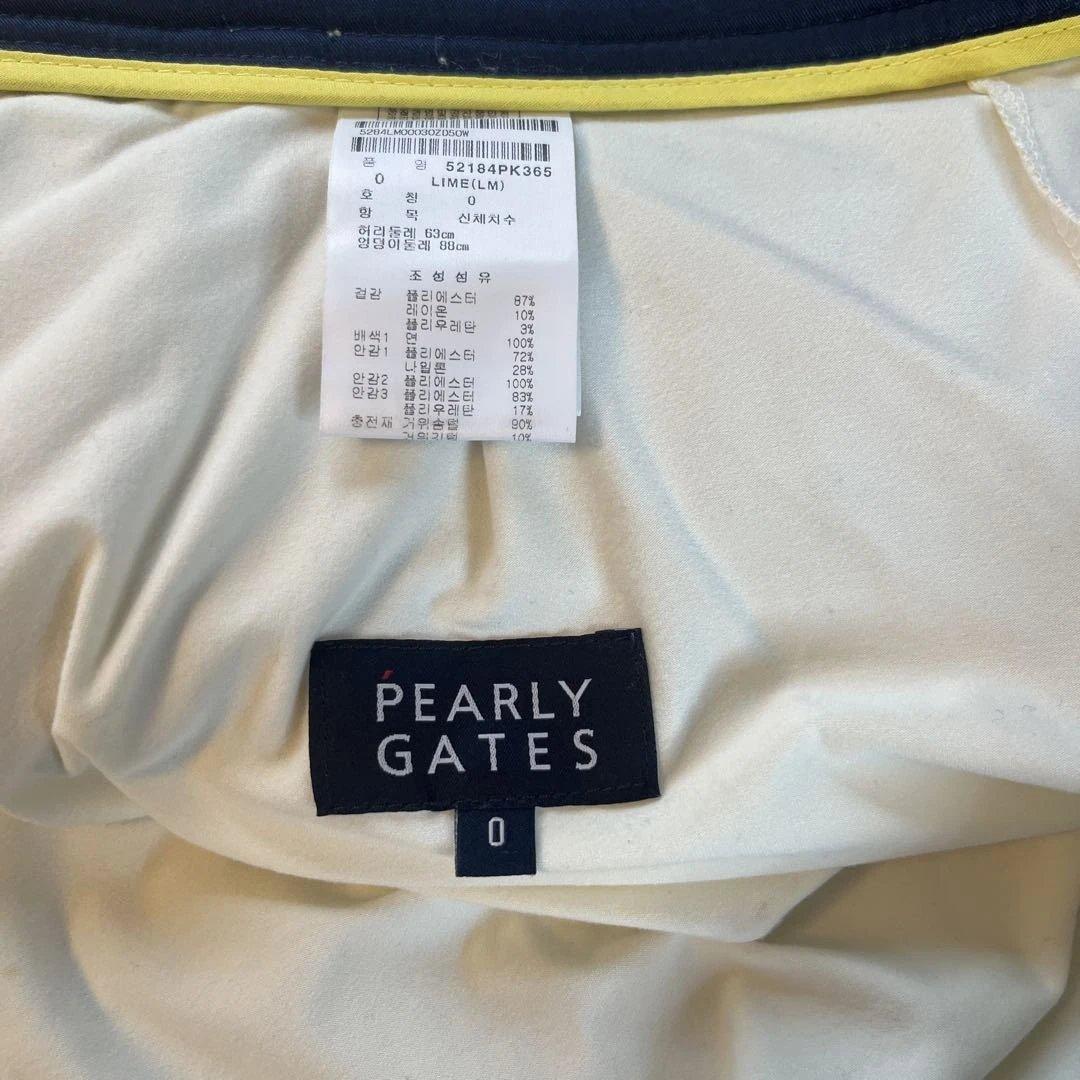 5284LM00030ZD50W
품 명 52184PK365
0 LIME(LM)
호 칭 0
항 목 신체치수
허리둘레 63cm
엉덩이둘레 88cm
조성섬유
겉감 폴리에스터 87%
레이온 10%
폴리우레탄 3%
배색1 면 100%
안감1 폴리에스터 72%
나일론 28%
안감2 폴리에스터 100%
안감3 폴리에스터 83%
폴리우레탄 17%
충전재 거위솜털 90%
거위깃털 10%
PEARLY
GATES
0